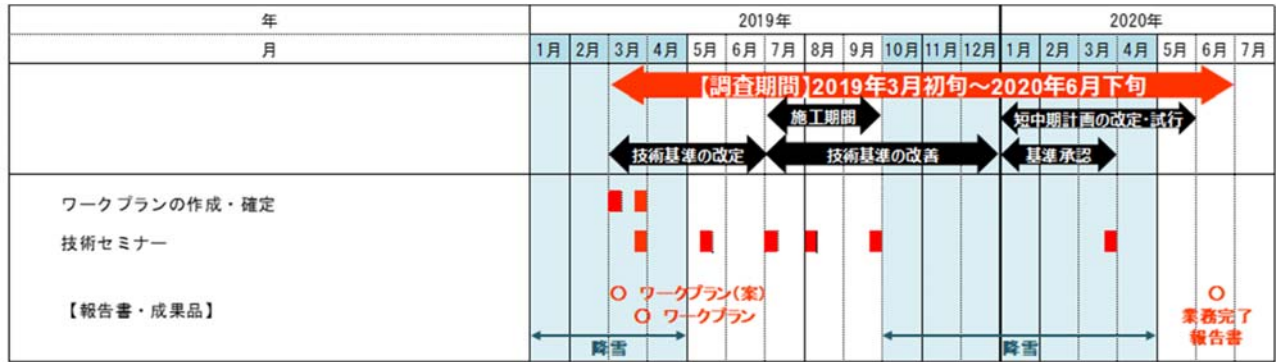 年 2019年 2020年
月 1月 2月 3月 4月 5月 6月 7月 8月 9月 10月 11月 12月 1月 2月 3月 4月 5月 6月 7月
【調査期間】2019年3月初旬~2020年6月下旬
施工期間 短中期計画の改定・試行
技術基準の改定 技術基準の改善 基準承認
ワークプランの作成・確定
技術セミナー
【報告書・成果品】
○ ワークプラン(案)
○ ワークプラン
○
業務完了
報告書
降雪 降雪